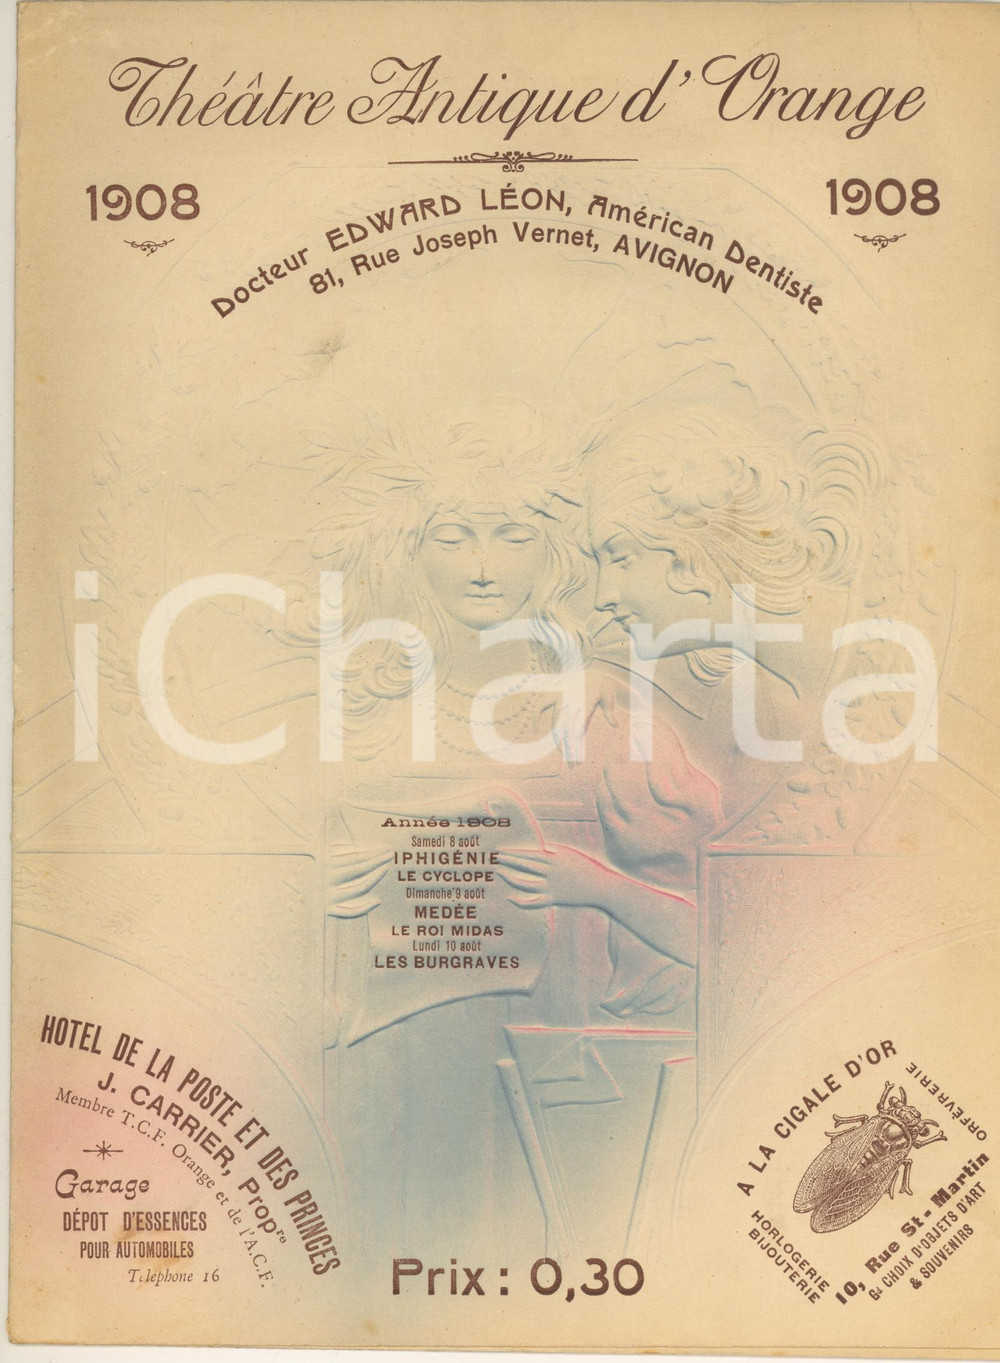 Théâtre Antique d'Orange
1908
1908
Docteur EDWARD LÉON, Américan Dentiste
81, Rue Joseph Vernet, AVIGNON
iCharta
Année 1908
Samedi 8 août
IPHIGÉNIE
LE CYCLOPE
Dimanche 9 août
MEDÉE
LE ROI MIDAS
Lundi 10 août
LES BURGRAVES
HOTEL DE LA POSTE ET DES PRINCES
J. CARRIER, Propre
Membre T.C.F. Orange et de l'A.C.F.
Garage
DÉPOT D'ESSENCES
POUR AUTOMOBILES
Telephone 16
Prix : 0,30
A LA CIGALE D'OR
ORFÉVRERIE
HORLOGERIE
BIJOUTERIE
10, Rue St-Martin
Gd CHOIX D'OBJETS D'ART
& SOUVENIRS